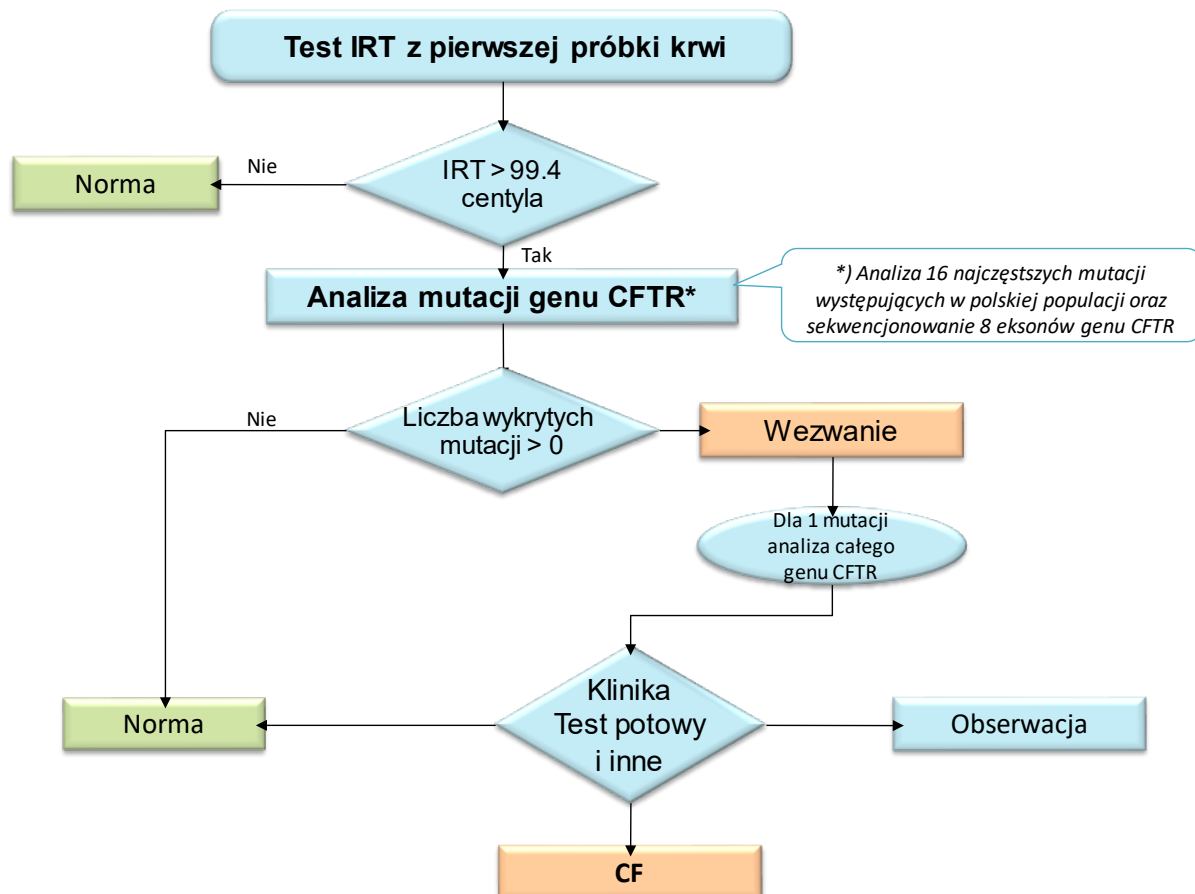 Test IRT z pierwszej próbki krwi
IRT > 99.4
centyla
Nie
Norma
Tak
Analiza mutacji genu CFTR*
*) Analiza 16 najczęstszych mutacji
występujących w polskiej populacji oraz
sekwencjonowanie 8 eksonów genu CFTR
Liczba wykrytych
mutacji > 0
Nie
Wezwanie
Dla 1 mutacji
analiza całego
genu CFTR
Klinika
Test potowy
i inne
Norma
Obserwacja
CF